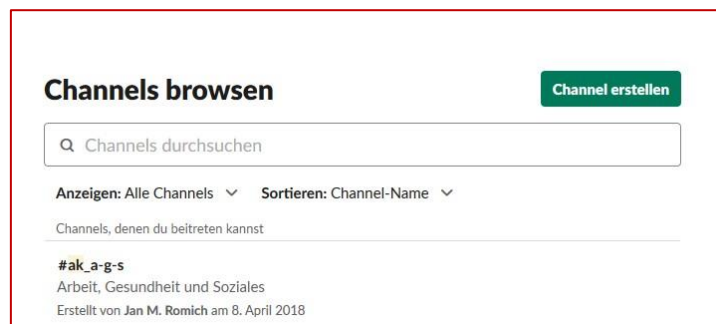 Channels browsen
Channel erstellen
Channels durchsuchen
Anzeigen: Alle Channels Sortieren: Channel-Name
Channels, denen du beitreten kannst
#ak_a-g-s
Arbeit, Gesundheit und Soziales
Erstellt von Jan M. Romich am 8. April 2018